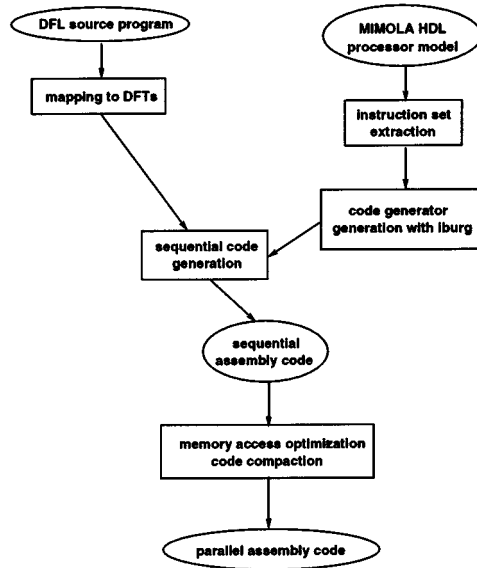 DFL source program
MIMOLA HDL
processor model
mapping to DFTs
instruction set
extraction
code generator
generation with iburg
sequential code
generation
sequential
assembly code
memory access optimization
code compaction
parallel assembly code